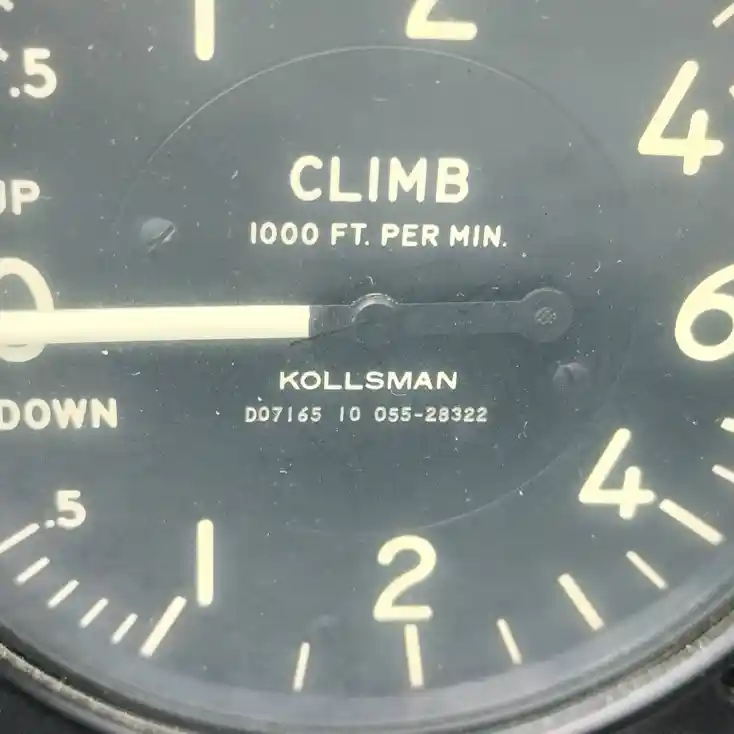 1 2
.5 4
UP
CLIMB
1000 FT. PER MIN.
0 6
KOLLSMAN
DOWN
D07165 10 055-28322
.5 4
1 2